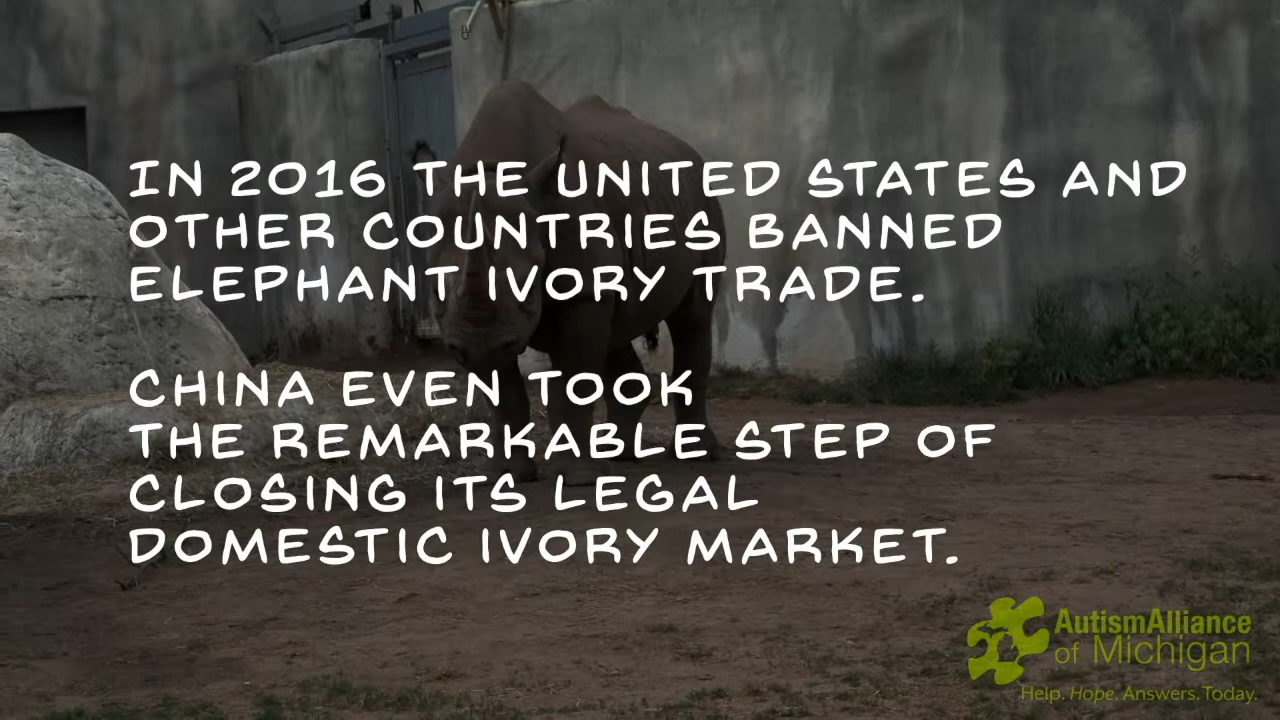 IN 2016 THE UNITED STATES AND
OTHER COUNTRIES BANNED
ELEPHANT IVORY TRADE.
CHINA EVEN TOOK
THE REMARKABLE STEP OF
CLOSING ITS LEGAL
DOMESTIC IVORY MARKET.
AutismAlliance
of Michigan
Help. Hope. Answers. Today.